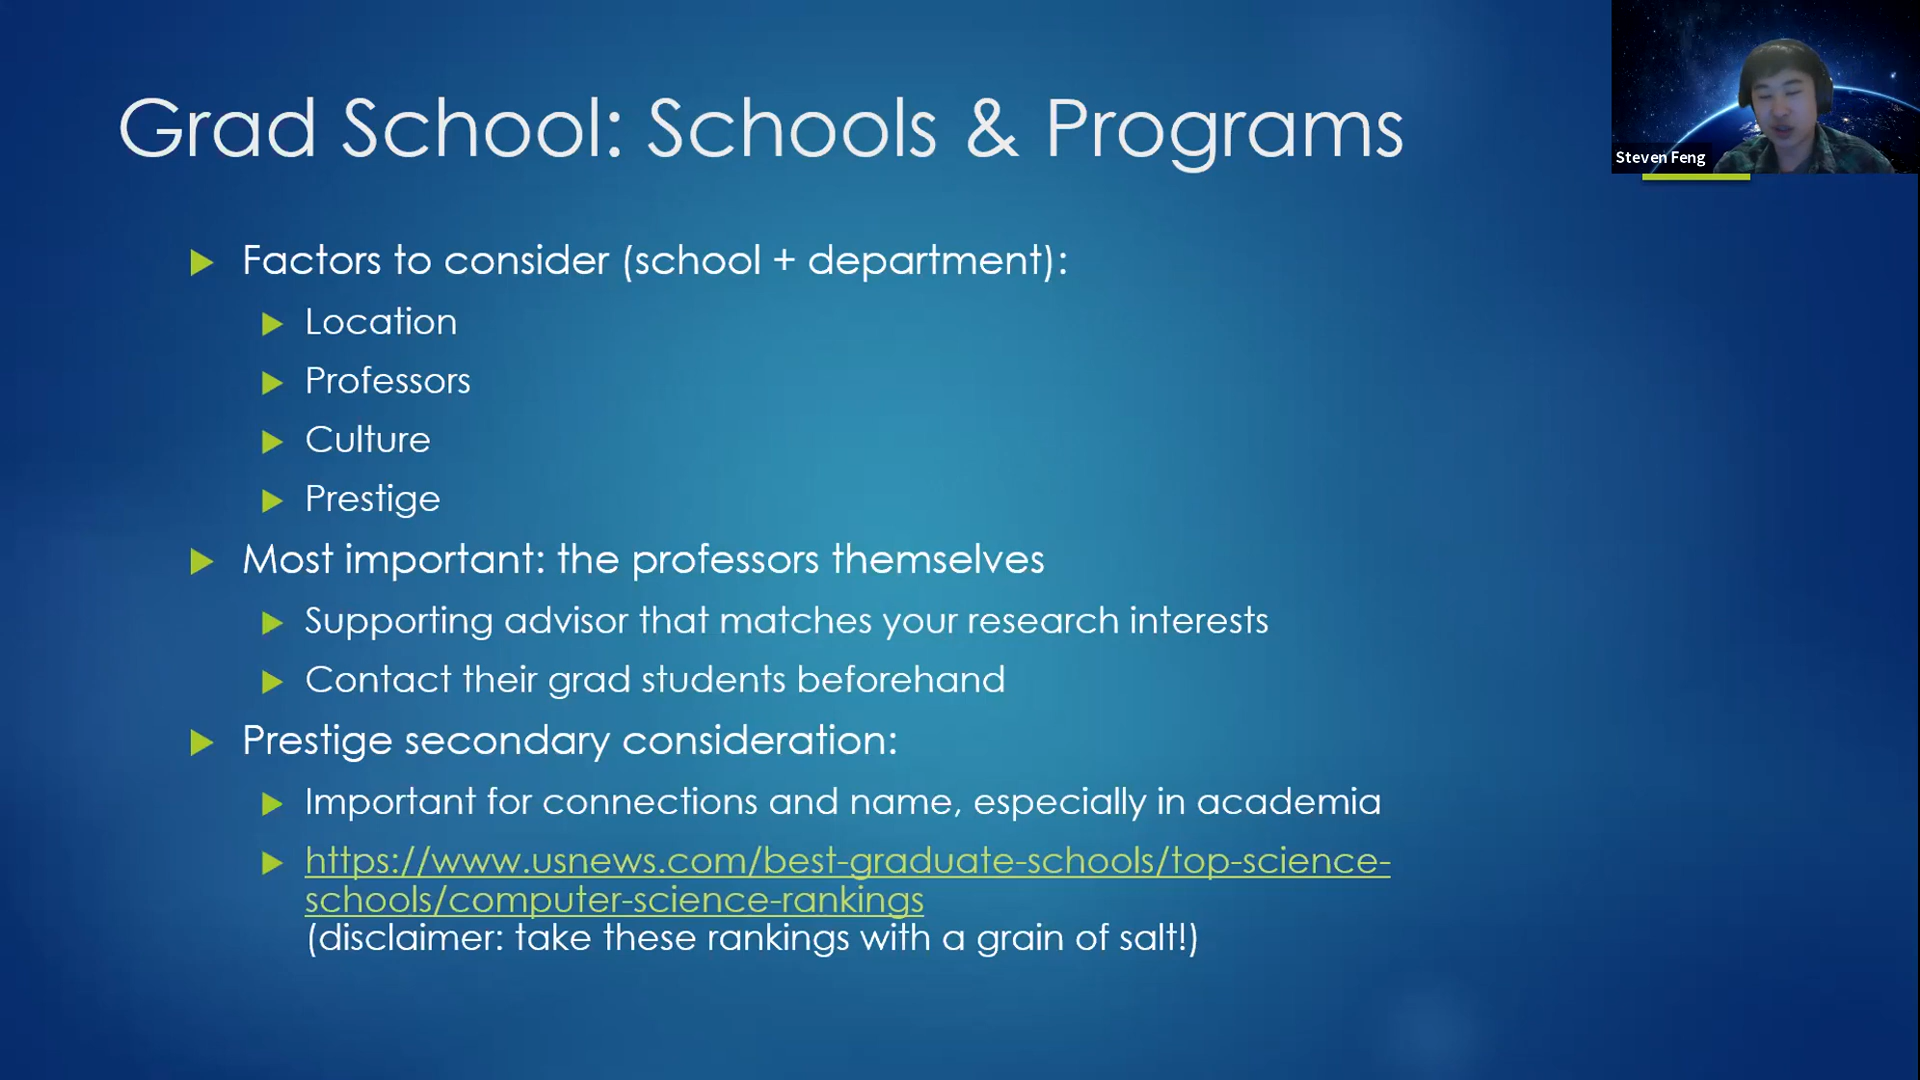 Grad School: Schools & Programs
Steven Feng
Factors to consider (school + department):
Location
Professors
Culture
Prestige
Most important: the professors themselves
Supporting advisor that matches your research interests
Contact their grad students beforehand
Prestige secondary consideration:
Important for connections and name, especially in academia
https://www.usnews.com/best-graduate-schools/top-science-
schools/computer-science-rankings
(disclaimer: take these rankings with a grain of salt!)